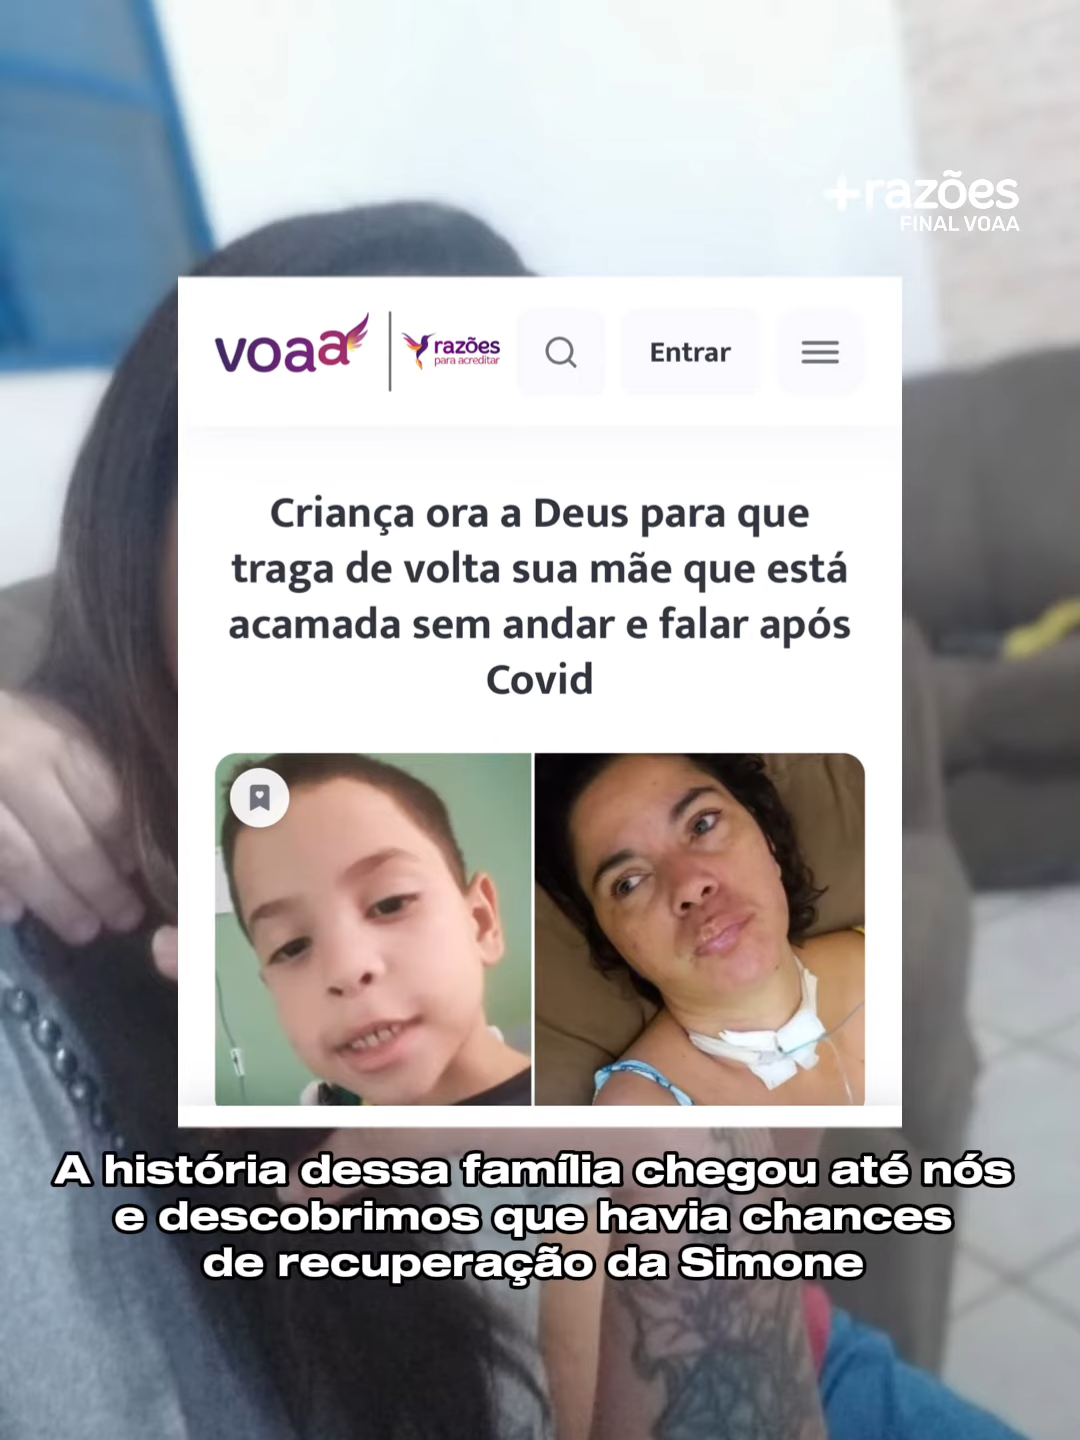 +razões
FINAL VOAA
voaa
razões
para acreditar
Entrar
Criança ora a Deus para que
traga de volta sua mãe que está
acamada sem andar e falar após
Covid
A história dessa família chegou até nós
e descobrimos que havia chances
de recuperação da Simone